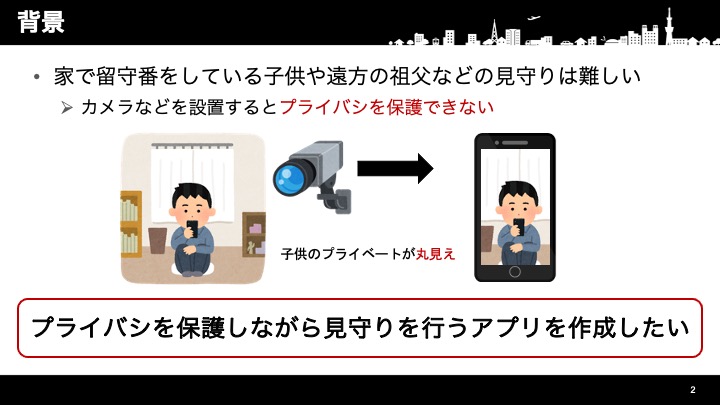 背景
• 家で留守番をしている子供や遠方の祖父などの見守りは難しい
➢ カメラなどを設置するとプライバシを保護できない
子供のプライベートが丸見え
プライバシを保護しながら見守りを行うアプリを作成したい
2